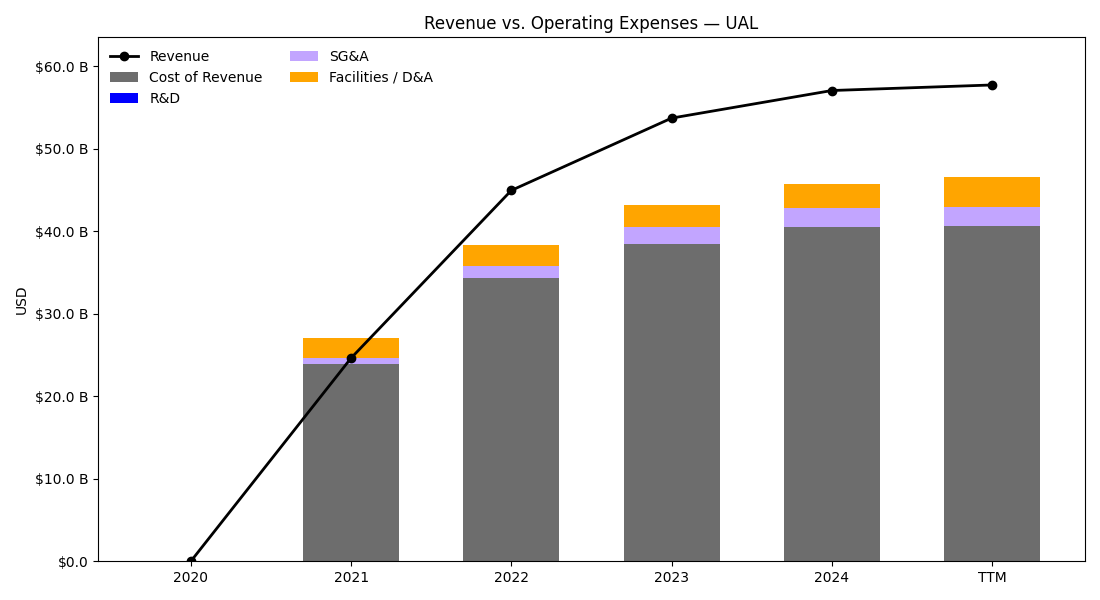 Revenue vs. Operating Expenses — UAL
Revenue
Cost of Revenue
R&D
SG&A
Facilities / D&A
USD
$60.0 B
$50.0 B
$40.0 B
$30.0 B
$20.0 B
$10.0 B
$0.0
2020 2021 2022 2023 2024 TTM